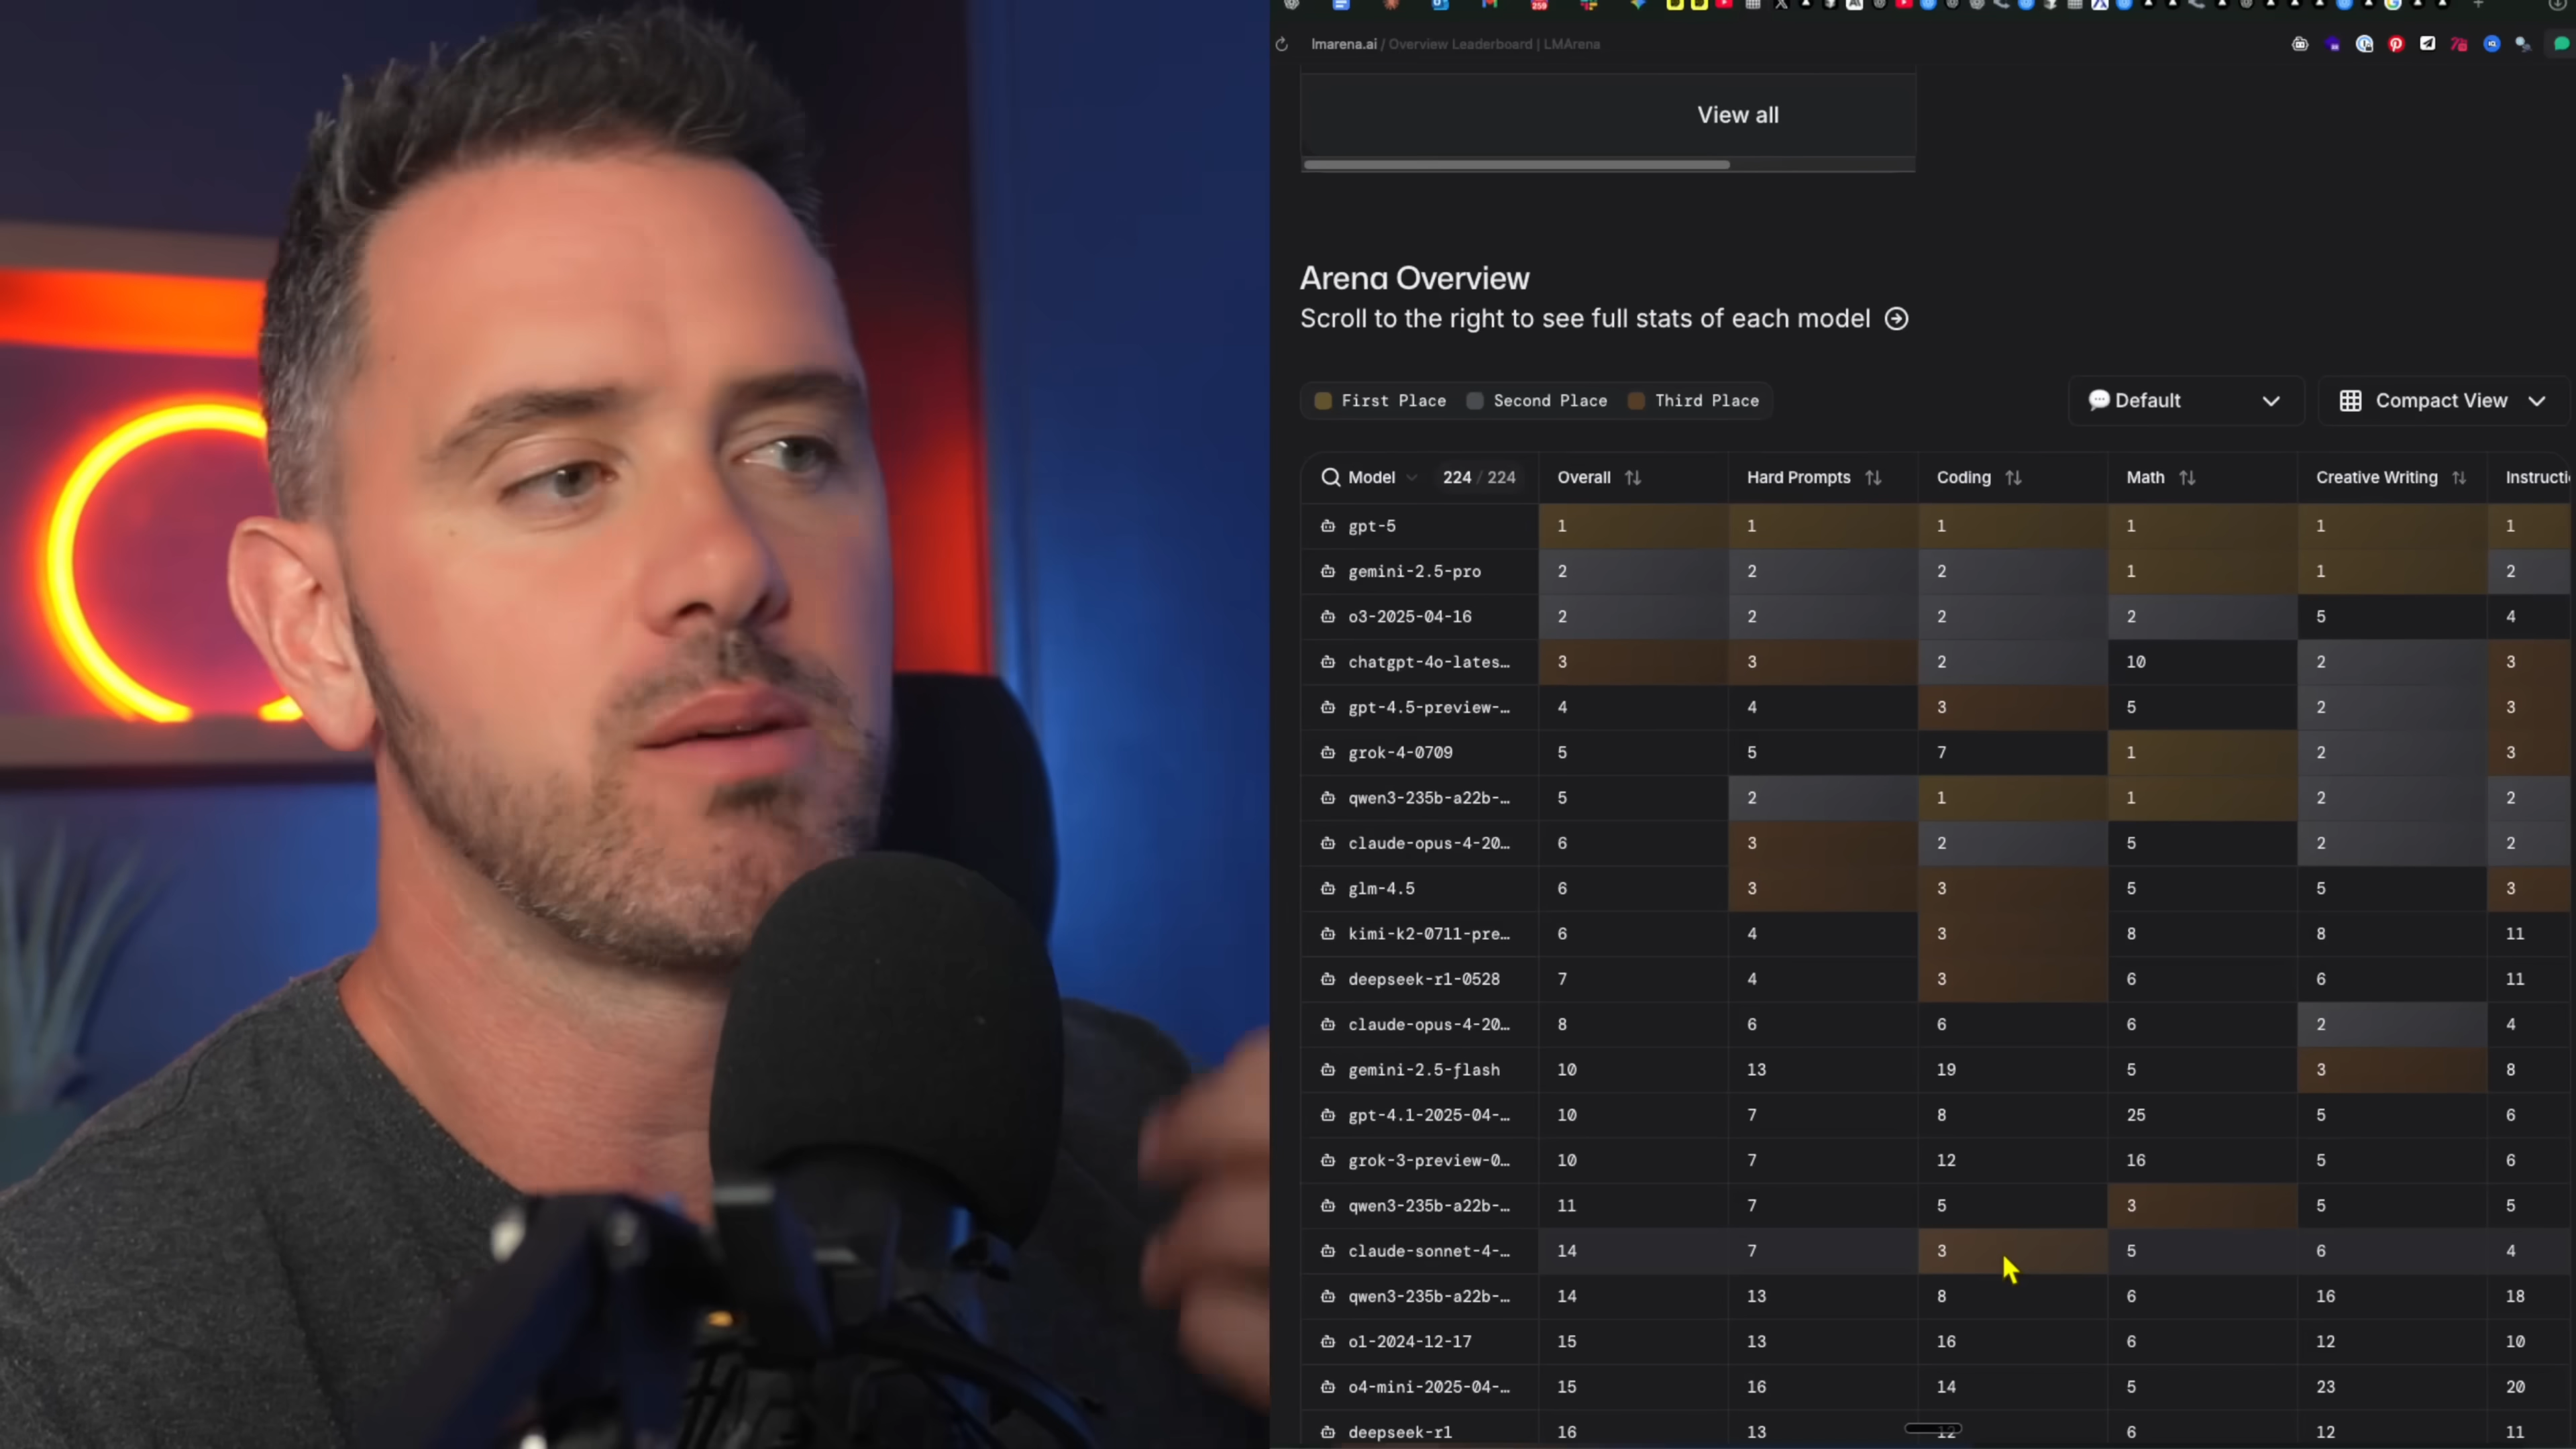 lmarena.ai / Overview Leaderboard | LMArena
View all
Arena Overview
Scroll to the right to see full stats of each model
First Place Second Place Third Place
Default
Compact View
Model 224 / 224 Overall Hard Prompts Coding Math Creative Writing Instructi
gpt-5 1 1 1 1 1 1
gemini-2.5-pro 2 2 2 1 1 2
o3-2025-04-16 2 2 2 2 5 4
chatgpt-4o-lates… 3 3 2 10 2 3
gpt-4.5-preview-… 4 4 3 5 2 3
grok-4-0709 5 5 7 1 2 3
qwen3-235b-a22b-… 5 2 1 1 2 2
claude-opus-4-20… 6 3 2 5 2 2
glm-4.5 6 3 3 5 5 3
kimi-k2-0711-pre… 6 4 3 8 8 11
deepseek-r1-0528 7 4 3 6 6 11
claude-opus-4-20… 8 6 6 6 2 4
gemini-2.5-flash 10 13 19 5 3 8
gpt-4.1-2025-04-… 10 7 8 25 5 6
grok-3-preview-0… 10 7 12 16 5 6
qwen3-235b-a22b-… 11 7 5 3 5 5
claude-sonnet-4-… 14 7 3 5 6 4
qwen3-235b-a22b-… 14 13 8 6 16 18
o1-2024-12-17 15 13 16 6 12 10
o4-mini-2025-04-… 15 16 14 5 23 20
deepseek-r1 16 13 12 6 12 11